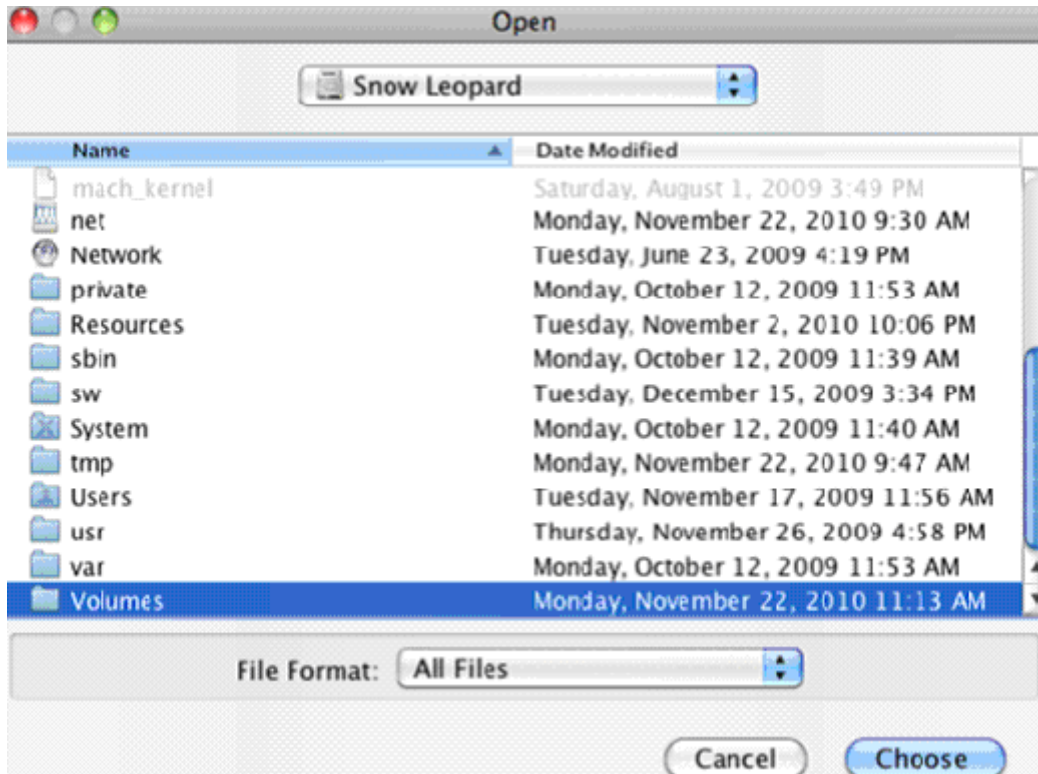 Open
Snow Leopard
Name Date Modified
mach_kernel Saturday, August 1, 2009 3:49 PM
net Monday, November 22, 2010 9:30 AM
Network Tuesday, June 23, 2009 4:19 PM
private Monday, October 12, 2009 11:53 AM
Resources Tuesday, November 2, 2010 10:06 PM
sbin Monday, October 12, 2009 11:39 AM
sw Tuesday, December 15, 2009 3:34 PM
System Monday, October 12, 2009 11:40 AM
tmp Monday, November 22, 2010 9:47 AM
Users Tuesday, November 17, 2009 11:56 AM
usr Thursday, November 26, 2009 4:58 PM
var Monday, October 12, 2009 11:53 AM
Volumes Monday, November 22, 2010 11:13 AM
File Format: All Files
Cancel Choose